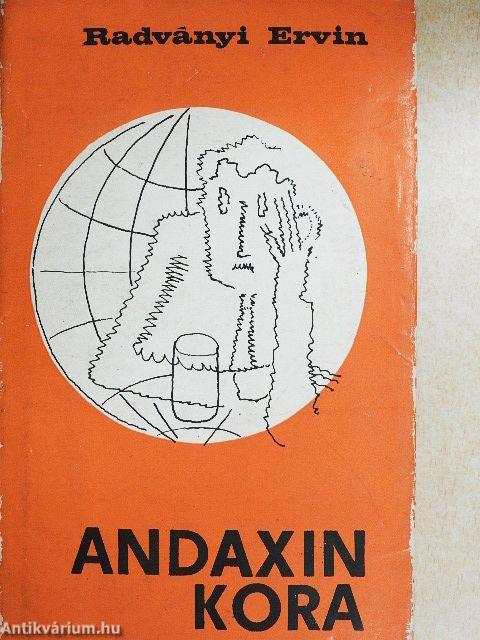 Radványi Ervin
ANDAXIN
KORA
Antikvárium.hu